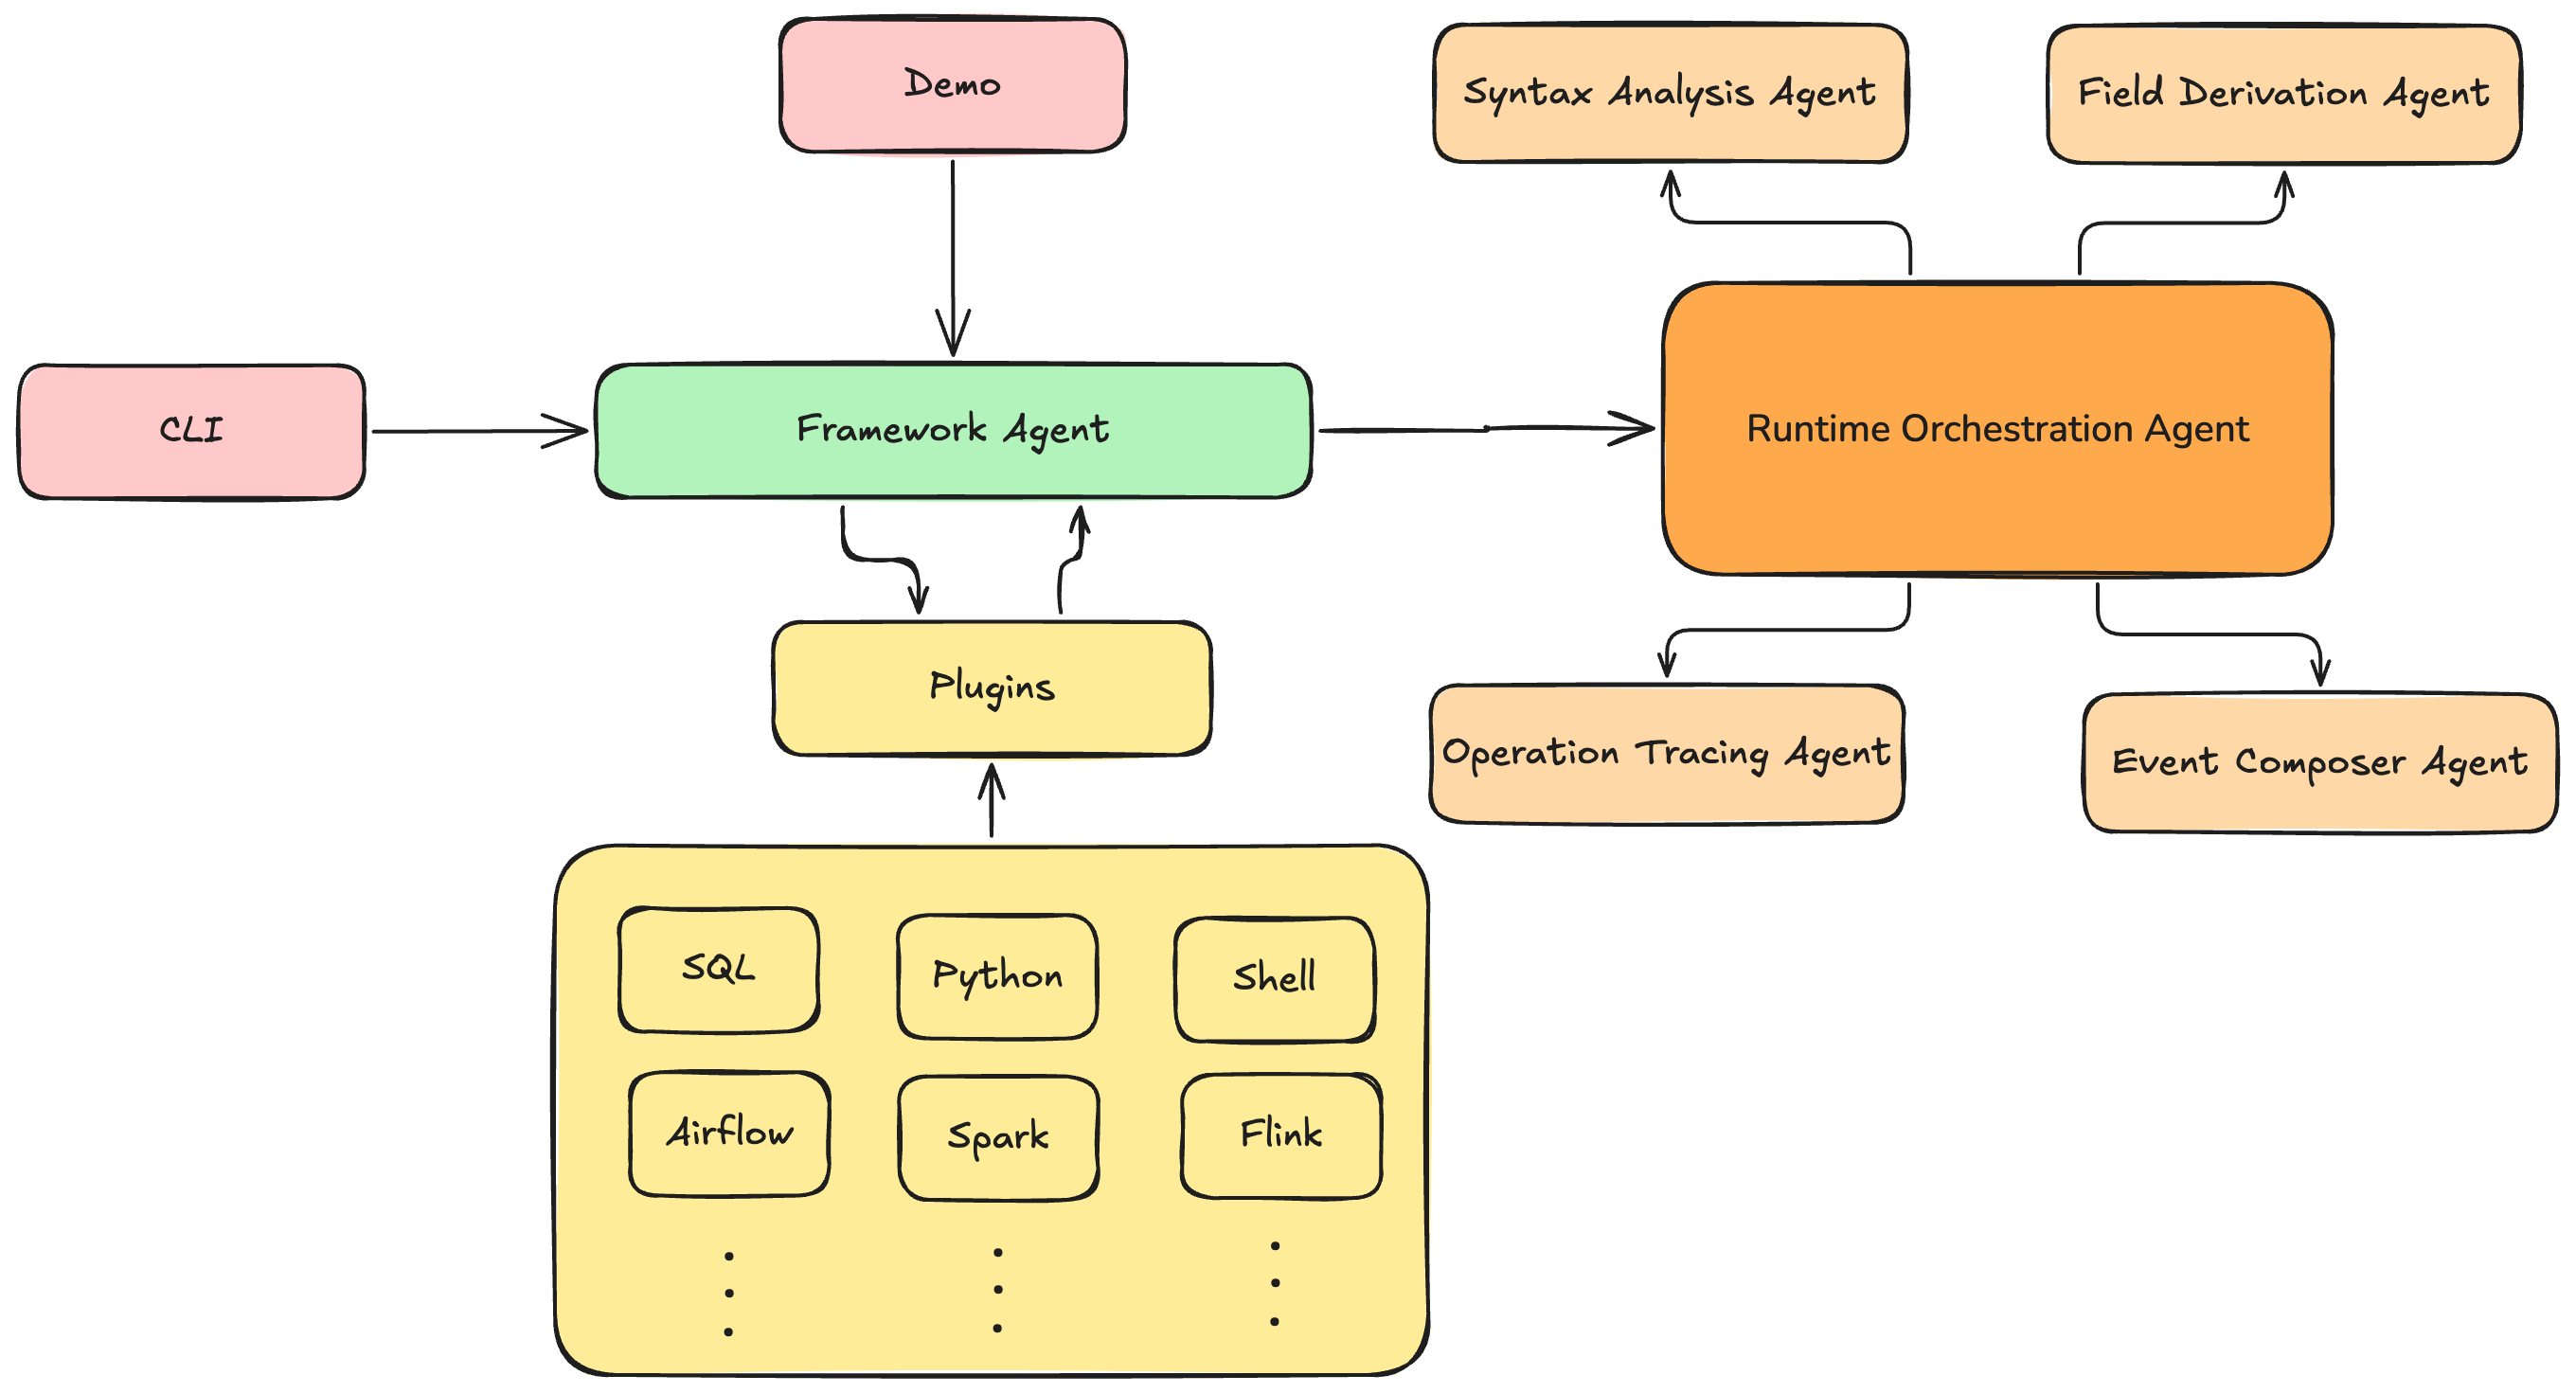 Demo
Syntax Analysis Agent
Field Derivation Agent
CLI
Framework Agent
Runtime Orchestration Agent
Plugins
Operation Tracing Agent
Event Composer Agent
SQL
Python
Shell
Airflow
Spark
Flink